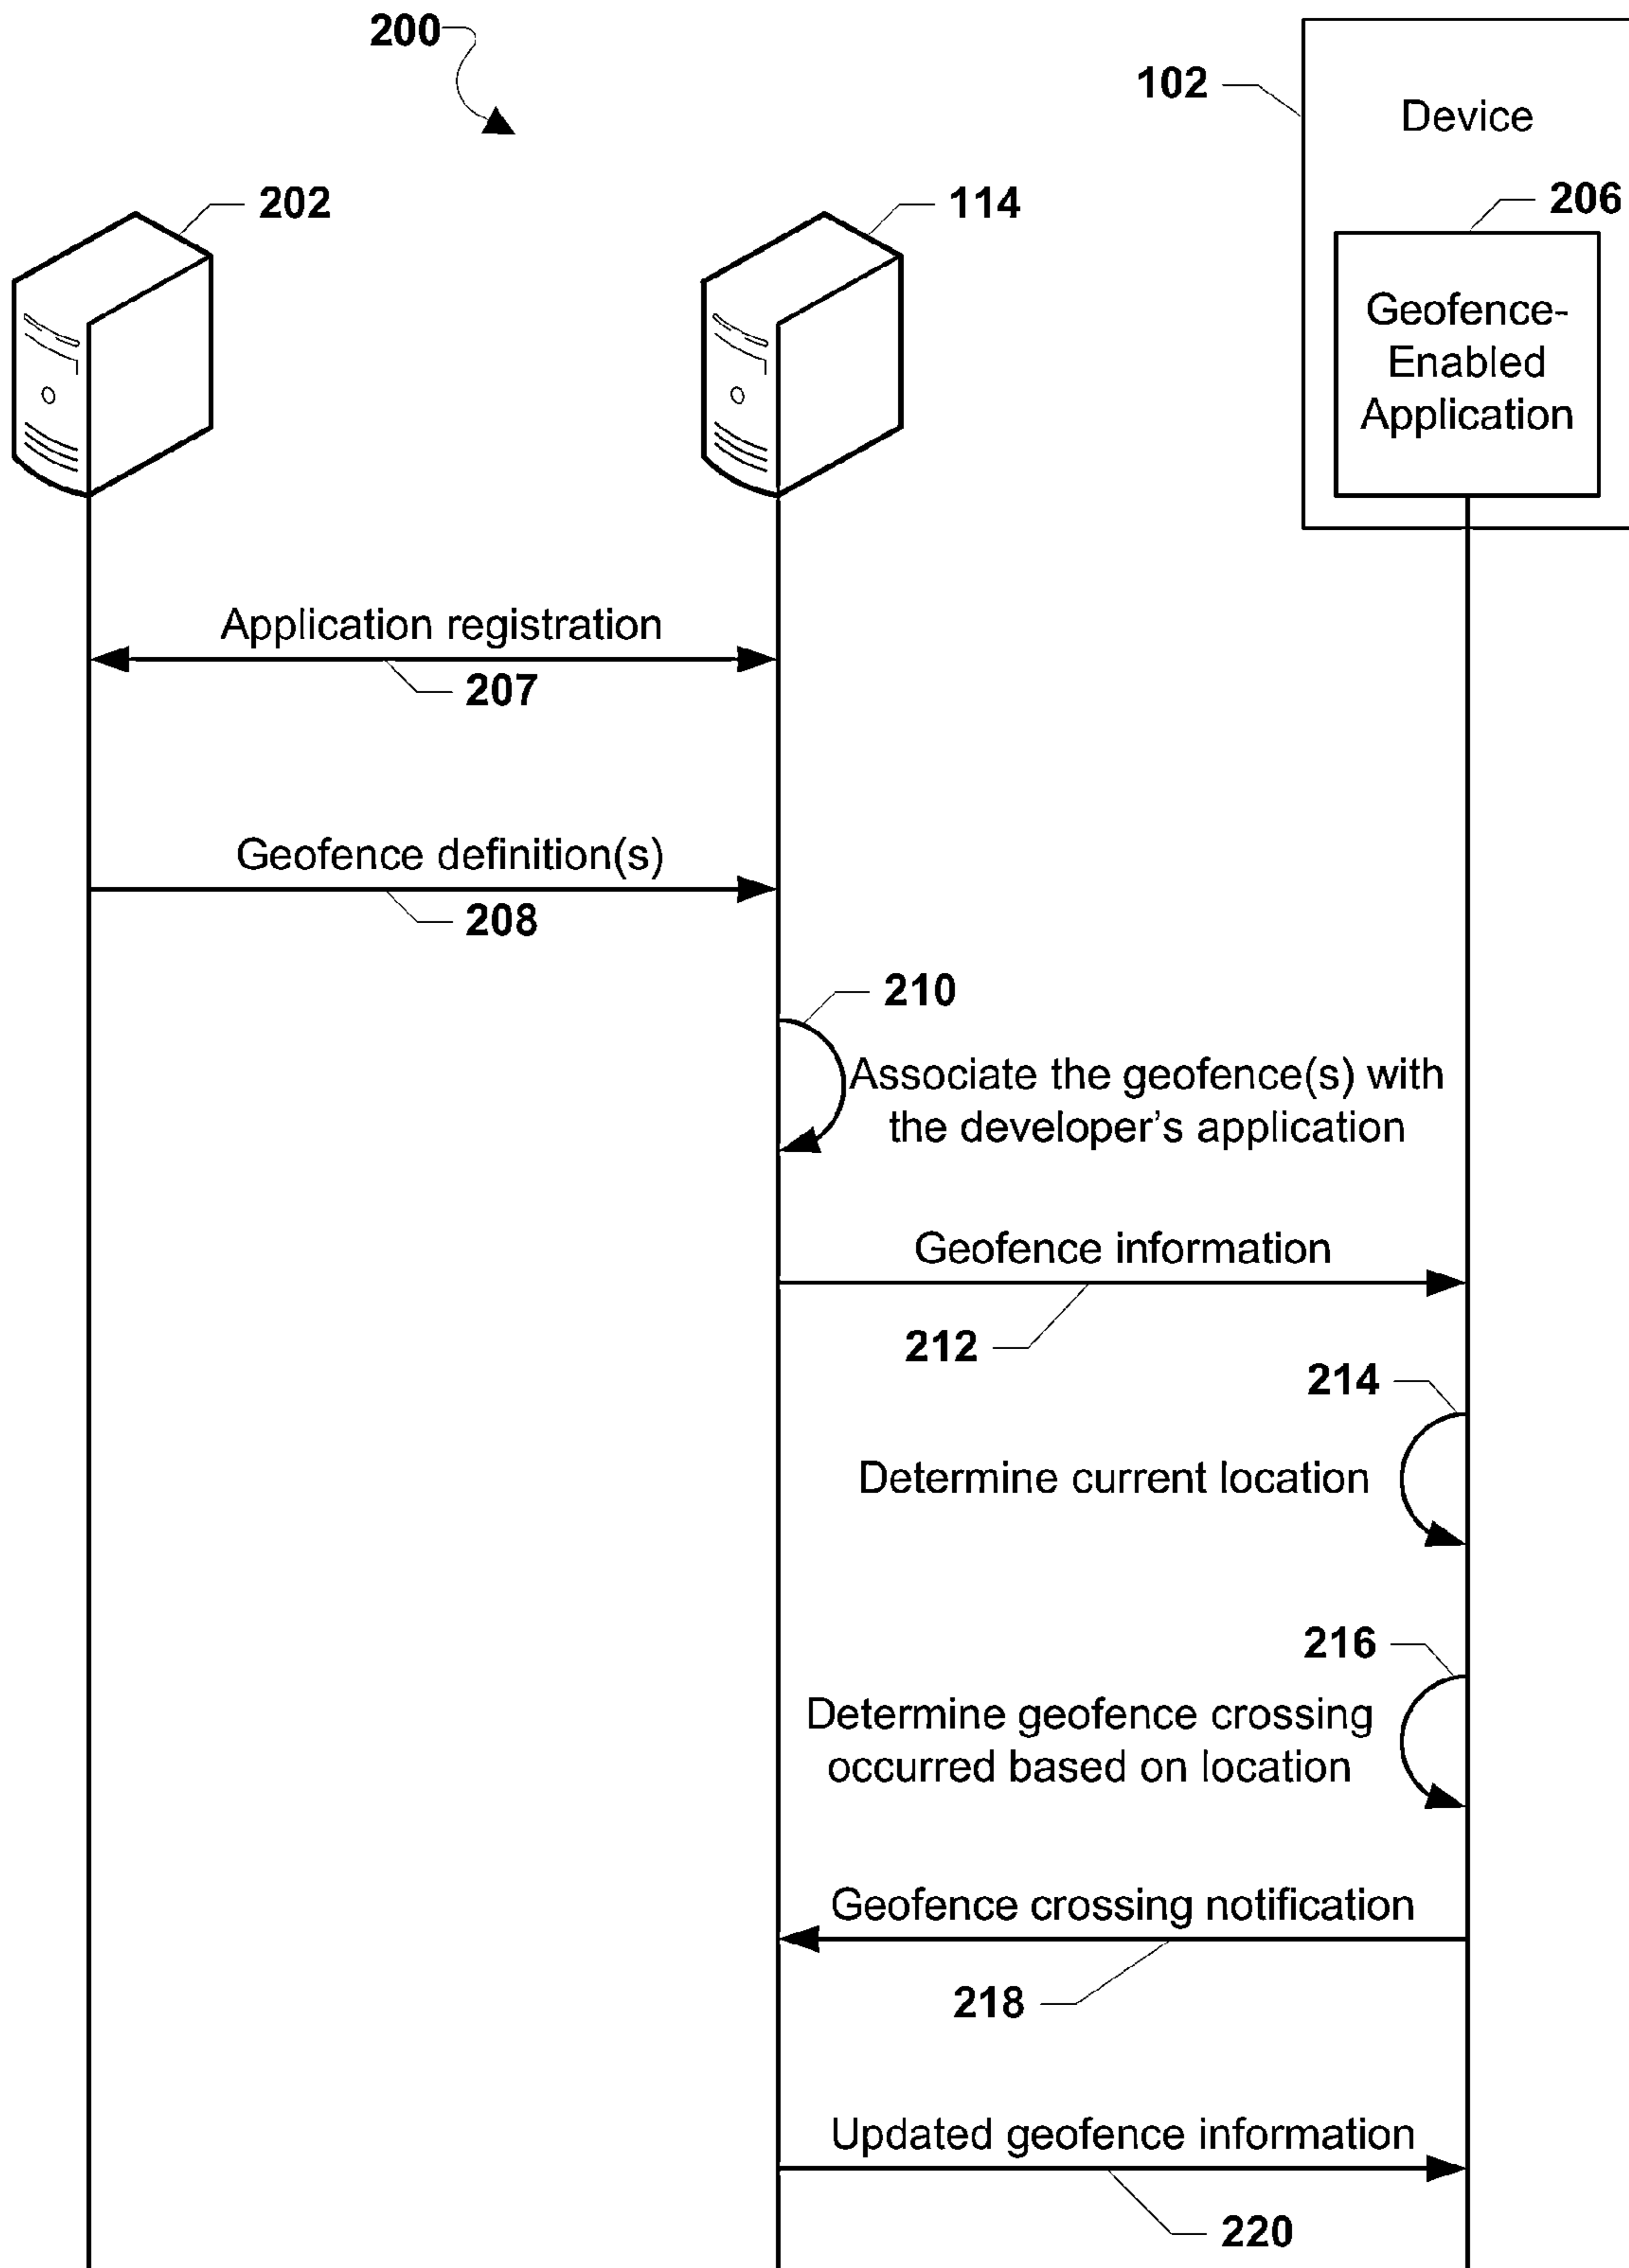 200
102
Device
202
114
206
Geofence-
Enabled
Application
Application registration
207
Geofence definition(s)
208
210
Associate the geofence(s) with
the developer's application
Geofence information
212
214
Determine current location
216
Determine geofence crossing
occurred based on location
Geofence crossing notification
218
Updated geofence information
220